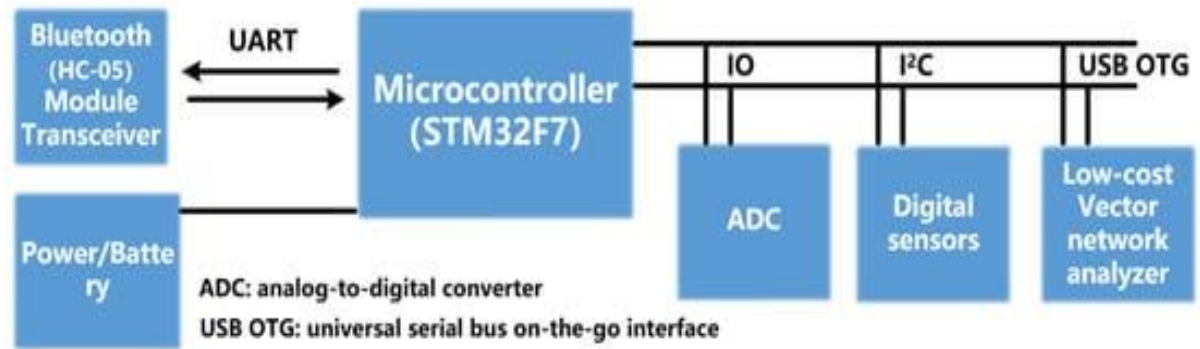 Bluetooth
(HC-05)
Module
Transceiver
UART
Microcontroller
(STM32F7)
IO
I²C
USB OTG
Power/Batte
ry
ADC
Digital
sensors
Low-cost
Vector
network
analyzer
ADC: analog-to-digital converter
USB OTG: universal serial bus on-the-go interface